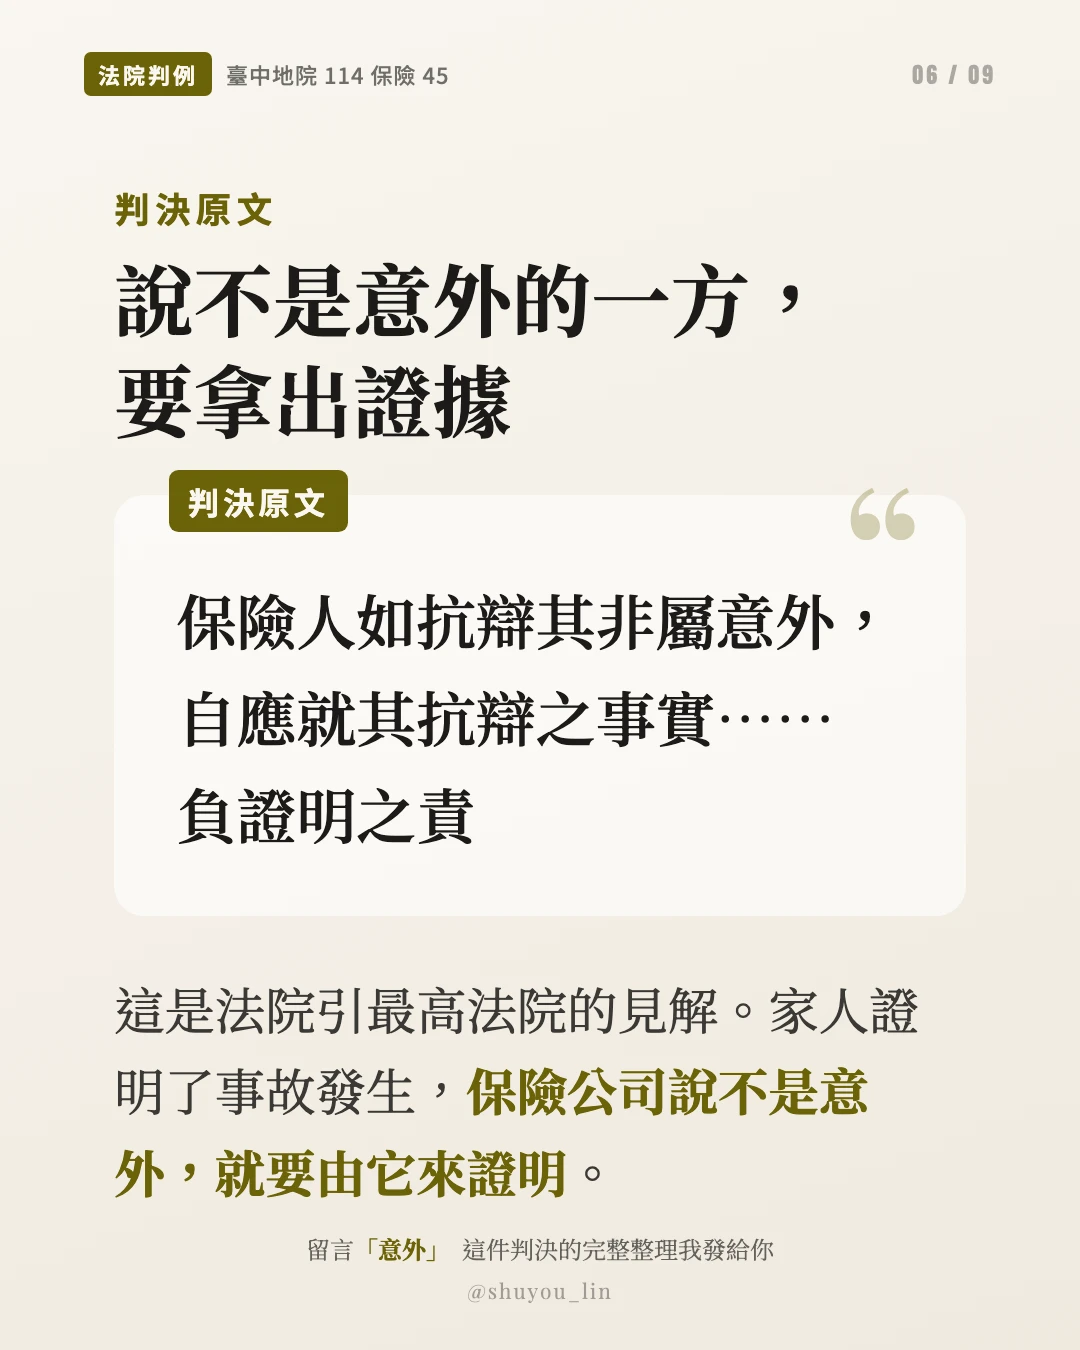 法院判例 臺中地院 114 保險 45
06 / 09
判決原文
說不是意外的一方，
要拿出證據
判決原文
“
保險人如抗辯其非屬意外，
自應就其抗辯之事實……
負證明之責
這是法院引最高法院的見解。家人證
明了事故發生，保險公司說不是意
外，就要由它來證明。
留言「意外」 這件判決的完整整理我發給你
@shuyou_lin